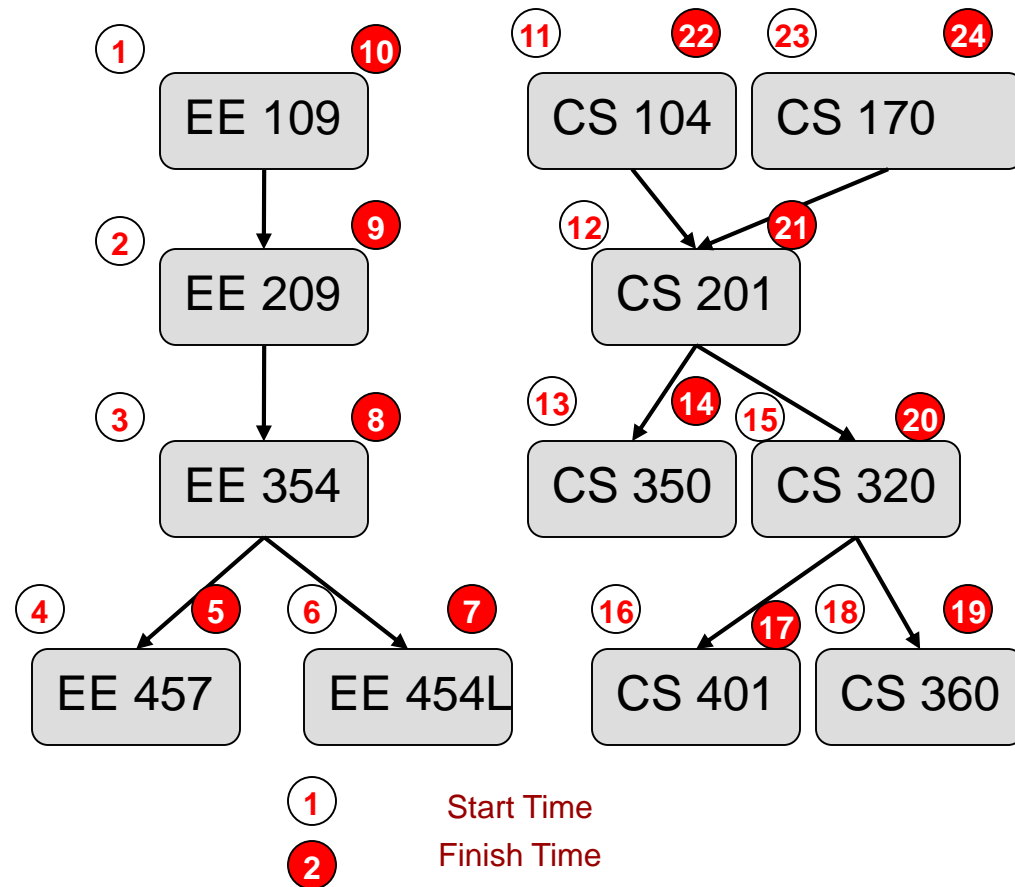 1 10 11 22 23 24
EE 109 CS 104 CS 170
2 9 12 21
EE 209 CS 201
3 8 13 14 15 20
EE 354 CS 350 CS 320
4 5 6 7 16 17 18 19
EE 457 EE 454L CS 401 CS 360
1 Start Time
2 Finish Time